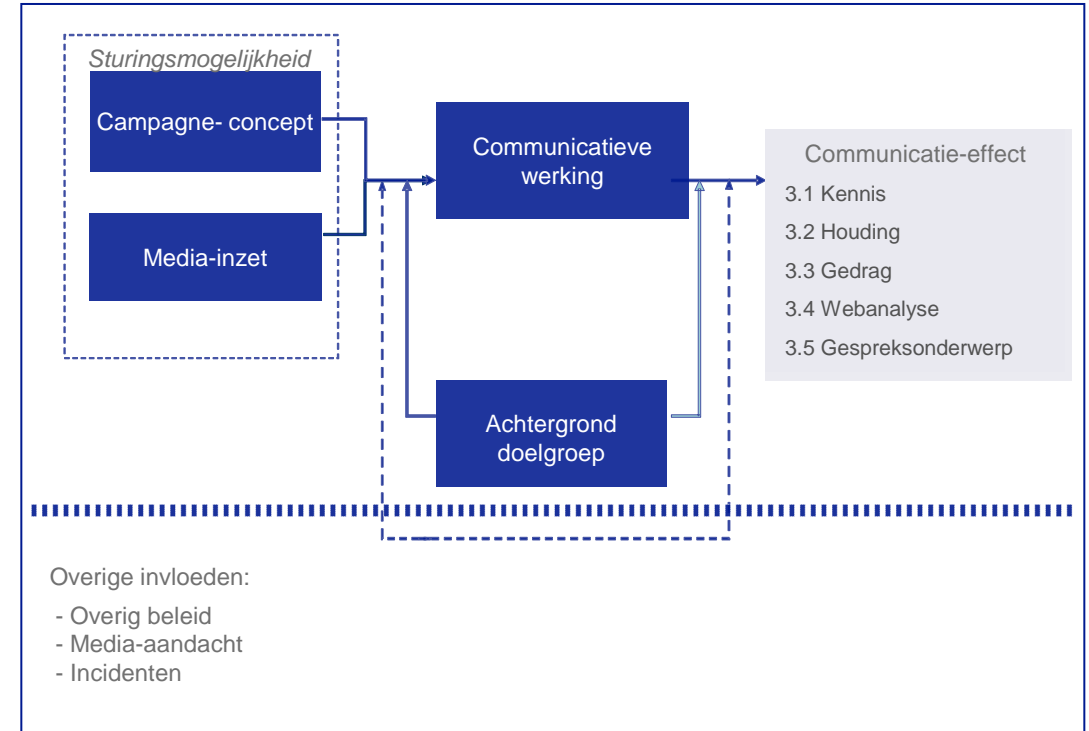 Sturingsmogelijkheid
Campagne- concept
Media-inzet
Communicatieve
werking
Achtergrond
doelgroep
Communicatie-effect
3.1 Kennis
3.2 Houding
3.3 Gedrag
3.4 Webanalyse
3.5 Gespreksonderwerp
Overige invloeden:
- Overig beleid
- Media-aandacht
- Incidenten